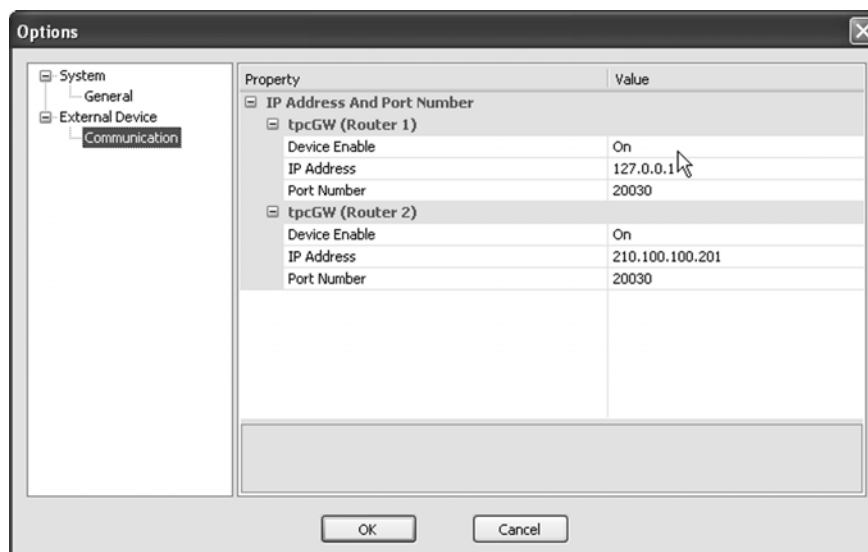 Options
System
General
External Device
Communication
Property Value
IP Address And Port Number
tpcGW (Router 1)
Device Enable On
IP Address 127.0.0.1
Port Number 20030
tpcGW (Router 2)
Device Enable On
IP Address 210.100.100.201
Port Number 20030
OK Cancel